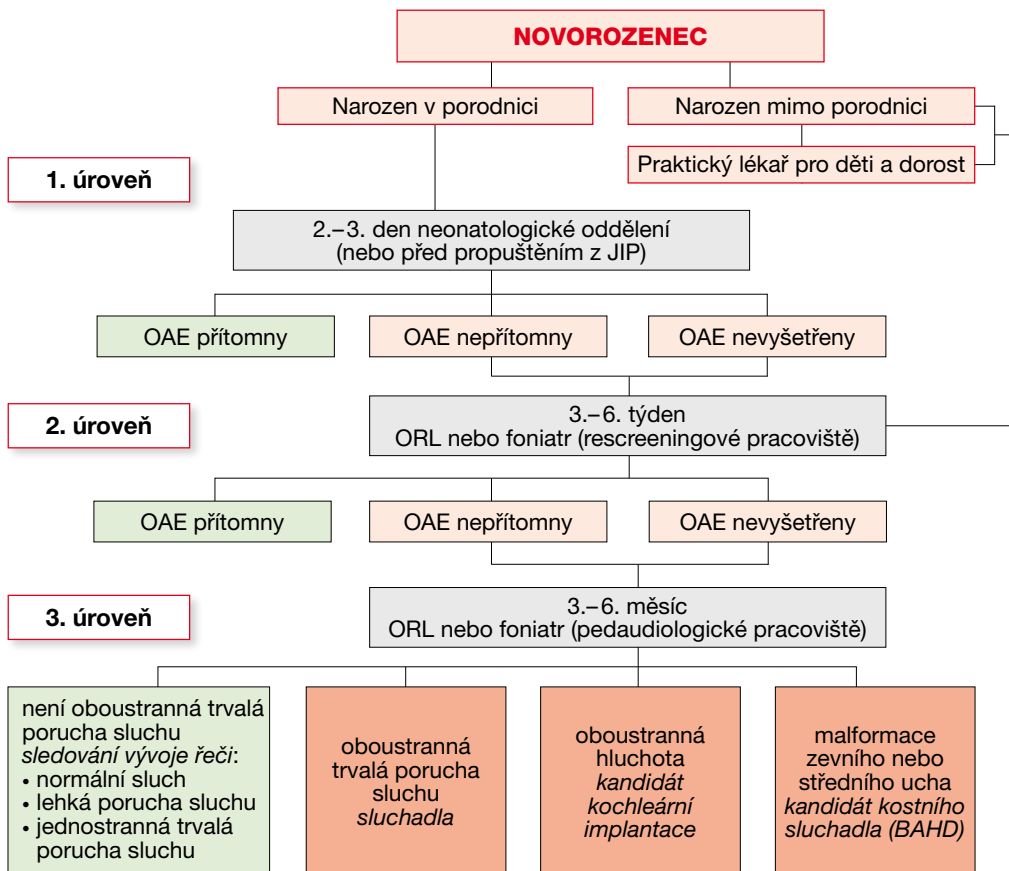 NOVOROZENEC
Narozen v porodnici
Narozen mimo porodnici
Praktický lékař pro děti a dorost
1. úroveň
2.–3. den neonatologické oddělení
(nebo před propuštěním z JIP)
OAE přítomny
OAE nepřítomny
OAE nevyšetřeny
2. úroveň
3.–6. týden
ORL nebo foniatr (rescreeningové pracoviště)
OAE přítomny
OAE nepřítomny
OAE nevyšetřeny
3. úroveň
3.–6. měsíc
ORL nebo foniatr (pedaudiologické pracoviště)
není oboustranná trvalá
porucha sluchu
sledování vývoje řeči:
• normální sluch
• lehká porucha sluchu
• jednostranná trvalá
porucha sluchu
oboustranná
trvalá porucha
sluchu
sluchadla
oboustranná
hluchota
kandidát
kochleární
implantace
malformace
zevního nebo
středního ucha
kandidát kostního
sluchadla (BAHD)